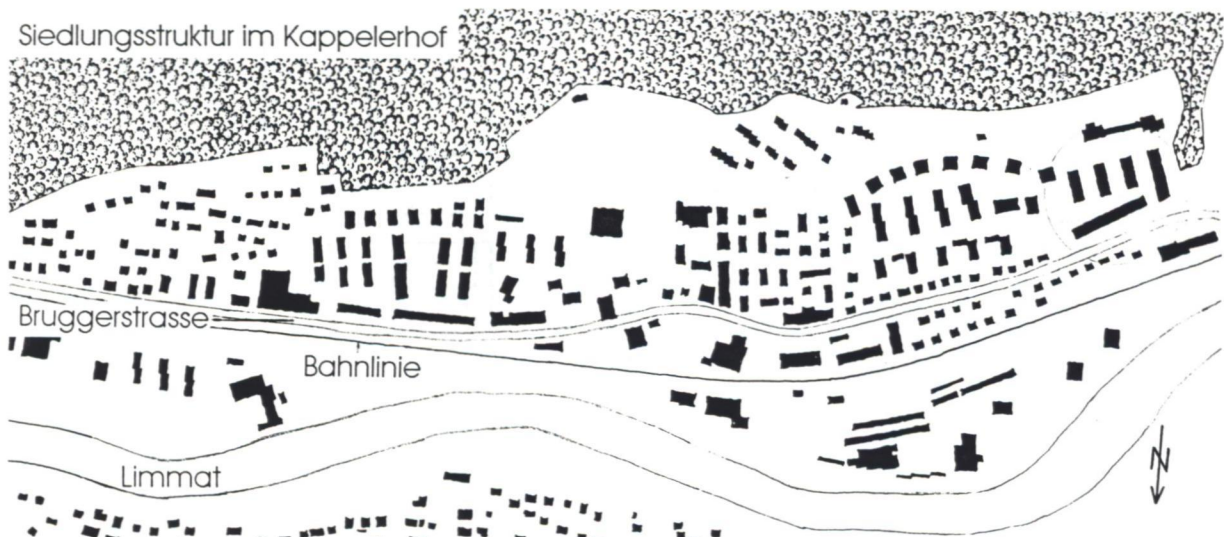 Siedlungsstruktur im Kappelerhof
Bruggerstrasse
Bahnlinie
Limmat
N